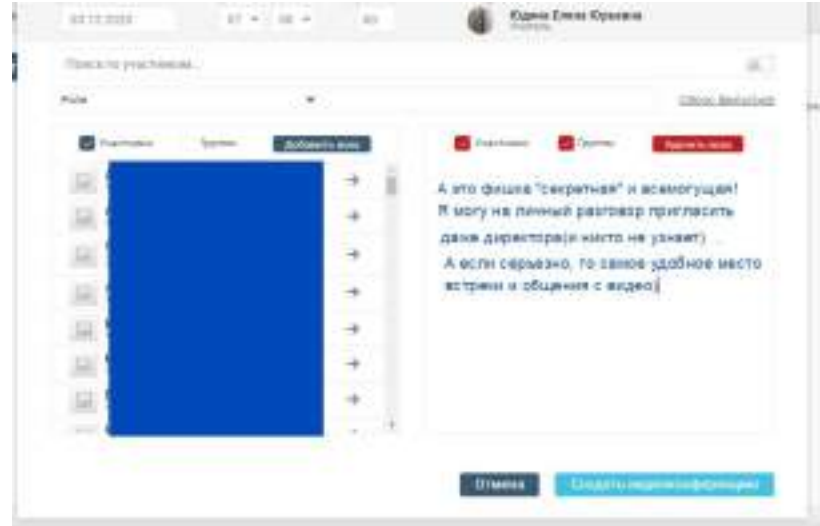 Юдина Елена Юрьевна
Учитель
Поиск по участникам...
Роли
Сброс фильтров
Участники Группы Добавить всех
Участники Группы Удалить всех
А это фишка "секретная" и всемогущая!
Я могу на личный разговор пригласить
даже директора(и никто не узнает)
А если серьезно, то самое удобное место
встречи и общения с видео)
Отмена Создать видеоконференцию